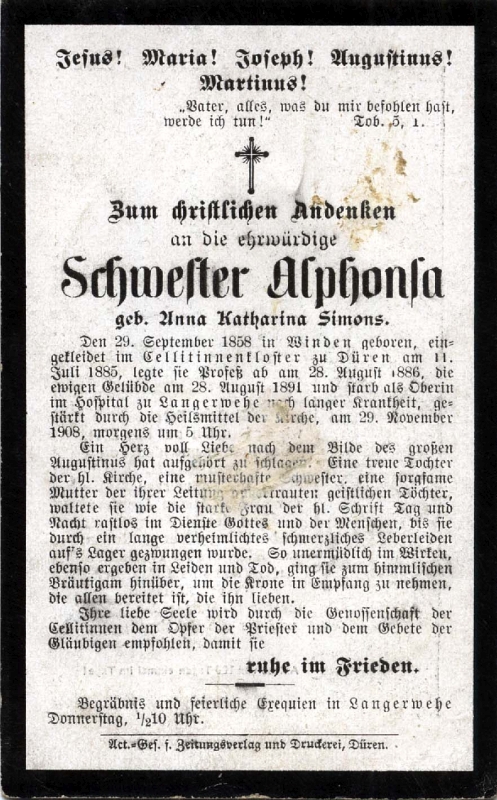 Jesus! Maria! Joseph! Augustinus!
Martinus!
„Vater, alles, was du mir befohlen hast,
werde ich tun!“ Tob. 5, 1.
Zum christlichen Andenken
an die ehrwürdige
Schwester Alphonsa
geb. Anna Katharina Simons.
Den 29. September 1858 in Winden geboren, ein-
gekleidet im Cellitinnenkloster zu Düren am 11.
Juli 1885, legte sie Profeß ab am 28. August 1886, die
ewigen Gelübde am 28. August 1891 und starb als Oberin
im Hospital zu Langerwehe nach langer Krankheit, ge-
stärkt durch die Heilsmittel der Kirche, am 29. November
1908, morgens um 5 Uhr.
Ein Herz voll Liebe nach dem Bilde des großen
Augustinus hat aufgehört zu schlagen. Eine treue Tochter
der hl. Kirche, eine musterhafte Schwester, eine sorgsame
Mutter der ihrer Leitung anvertrauten geistlichen Töchter,
waltete sie wie die starke Frau der hl. Schrift Tag und
Nacht rastlos im Dienste Gottes und der Menschen, bis sie
durch ein lange verheimlichtes schmerzliches Leberleiden
auf's Lager gezwungen wurde. So unermüdlich im Wirken,
ebenso ergeben in Leiden und Tod, ging sie zum himmlischen
Bräutigam hinüber, um die Krone in Empfang zu nehmen,
die allen bereitet ist, die ihn lieben.
Ihre liebe Seele wird durch die Genossenschaft der
Cellitinnen dem Opfer der Priester und dem Gebete der
Gläubigen empfohlen, damit sie
ruhe im Frieden.
Begräbnis und feierliche Exequien in Langerwehe
Donnerstag, ½10 Uhr.
Act.-Ges. f. Zeitungsverlag und Druckerei, Düren.